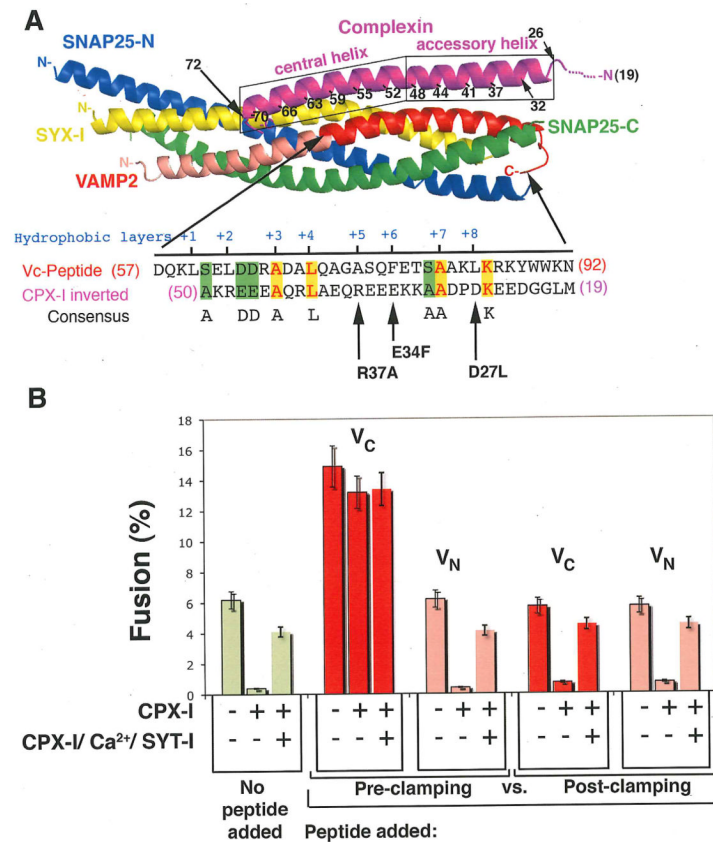 A
Complexin
SNAP25-N
accessory helix
26
central helix
N-
72
-N (19)
70 66 63 59 55 52 48 44 41 37
32
SYX-I
N-
SNAP25-C
N-
VAMP2
C-
Hydrophobic layers +1 +2 +3 +4 +5 +6 +7 +8
Vc-Peptide (57) DQKLSELDDRADALQAGASQFETSAAKLKRKYWWKN (92)
CPX-I inverted (50) AKREEEAQRLAEQREEEKKAADPDKEEDGGLM (19)
Consensus A DD A L AA K
E34F
R37A D27L
B
Fusion (%)
18
16
14
12
10
8
6
4
2
0
VC
VN
VC
VN
CPX-I - + + - + + - + + - + + - + +
CPX-I/ Ca²⁺/ SYT-I - - + - - + - - + - - + - - +
No peptide added
Pre-clamping vs. Post-clamping
Peptide added: